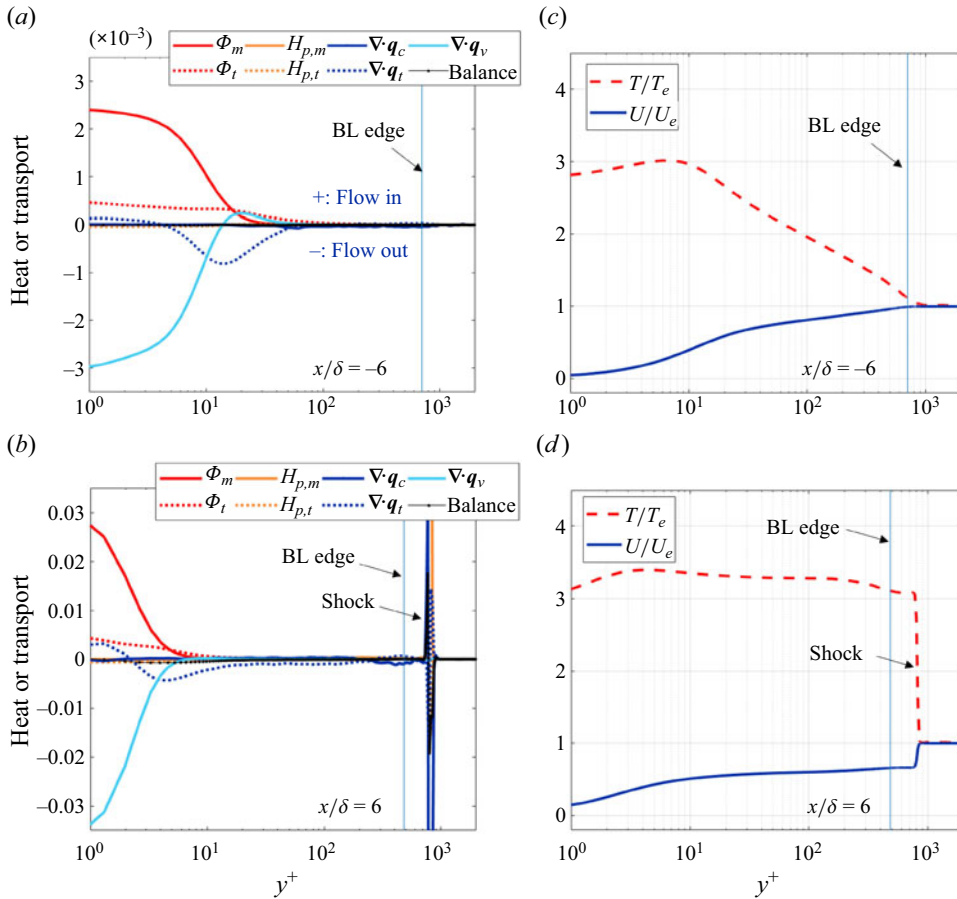 (a)
(×10⁻³)
Φₘ Hₚ,ₘ ∇·q_c ∇·q_v
Φₜ Hₚ,ₜ ∇·qₜ Balance
3
2
1
0
–1
–2
–3
Heat or transport
BL edge
+: Flow in
–: Flow out
x/δ = –6
10⁰ 10¹ 10² 10³
(c)
4
3
2
1
0
T/Tₑ
U/Uₑ
BL edge
x/δ = –6
10⁰ 10¹ 10² 10³
(b)
Φₘ Hₚ,ₘ ∇·q_c ∇·q_v
Φₜ Hₚ,ₜ ∇·qₜ Balance
0.03
0.02
0.01
0
–0.01
–0.02
–0.03
Heat or transport
BL edge
Shock
x/δ = 6
10⁰ 10¹ 10² 10³
y⁺
(d)
4
3
2
1
0
T/Tₑ
U/Uₑ
BL edge
Shock
x/δ = 6
10⁰ 10¹ 10² 10³
y⁺